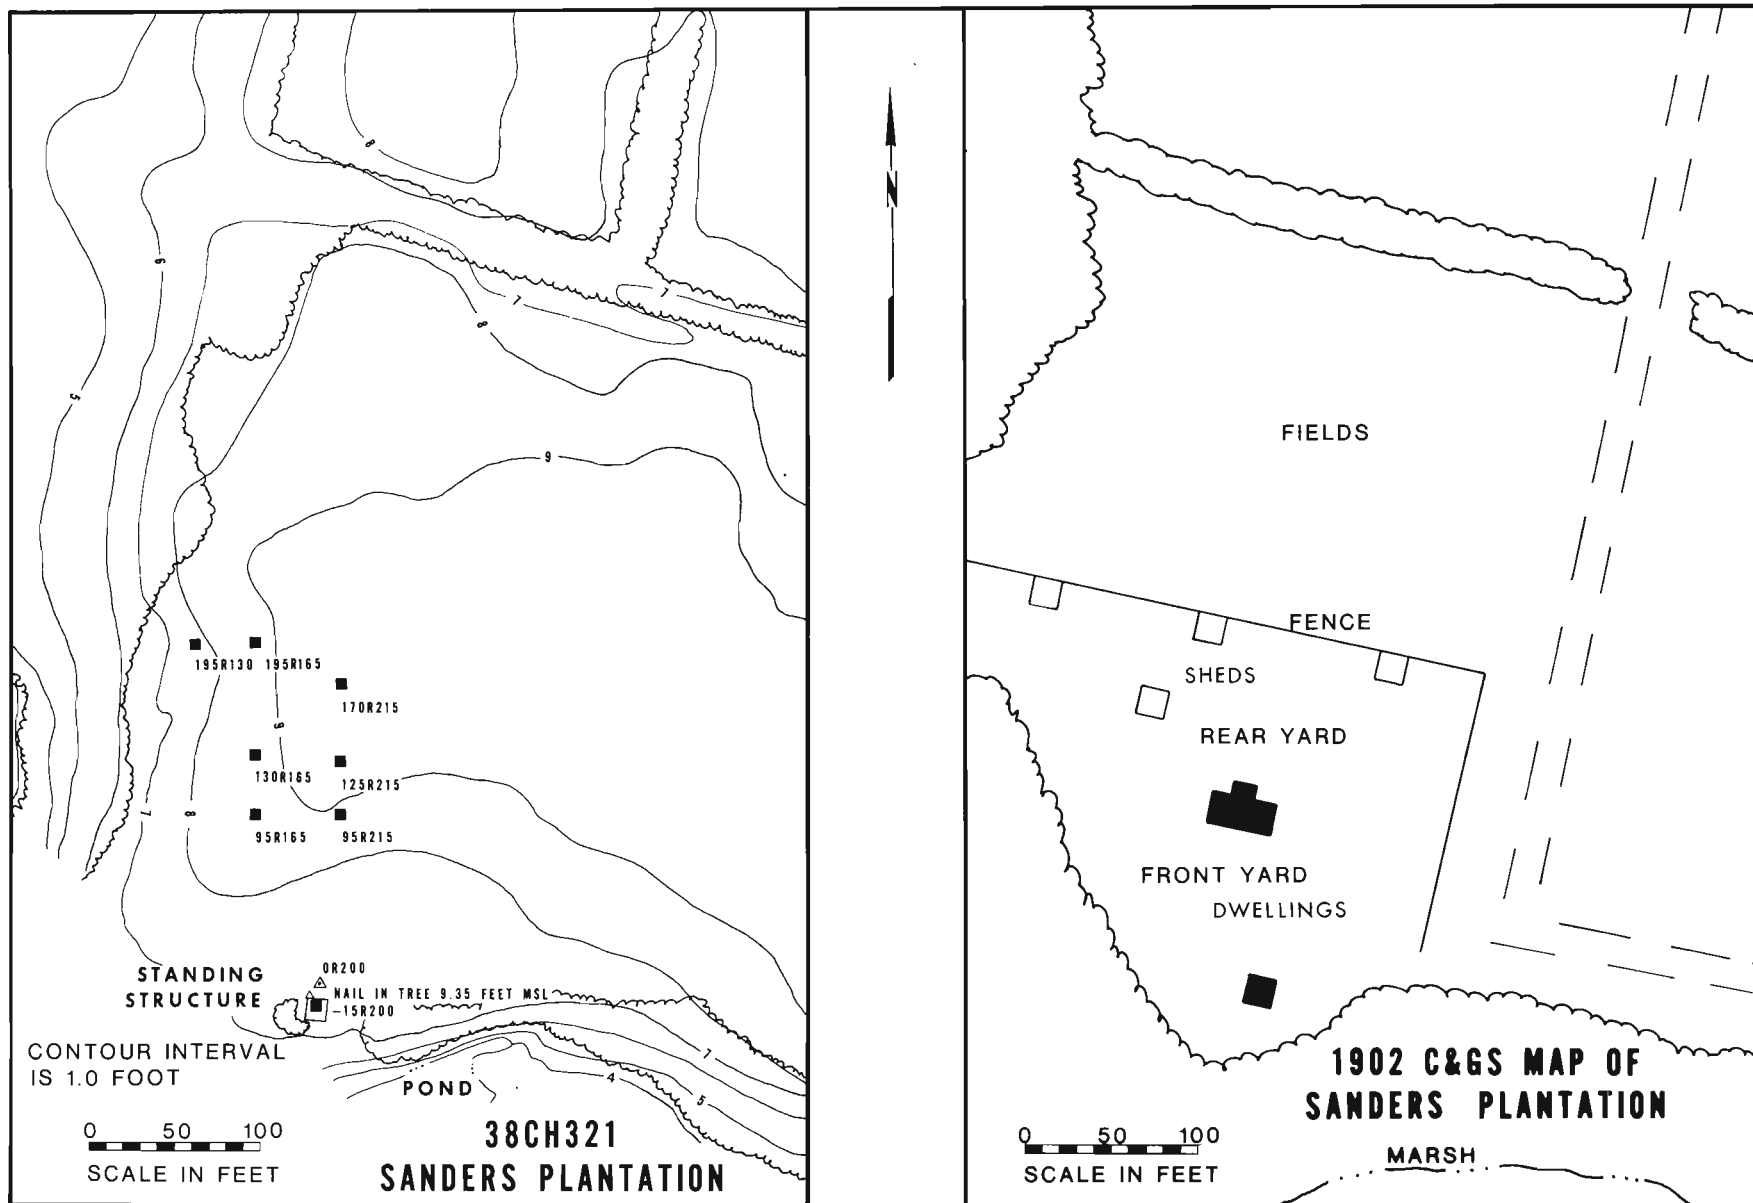 8
6
7
7
8
5
9
195R130 195R165
170R215
9
130R165
125R215
7
8
95R165
95R215
STANDING
STRUCTURE
0R200
NAIL IN TREE 9.35 FEET MSL
-15R200
CONTOUR INTERVAL
IS 1.0 FOOT
7
4
5
POND
0 50 100
SCALE IN FEET
38CH321
SANDERS PLANTATION
N
FIELDS
FENCE
SHEDS
REAR YARD
FRONT YARD
DWELLINGS
1902 C&GS MAP OF
SANDERS PLANTATION
0 50 100
SCALE IN FEET
MARSH